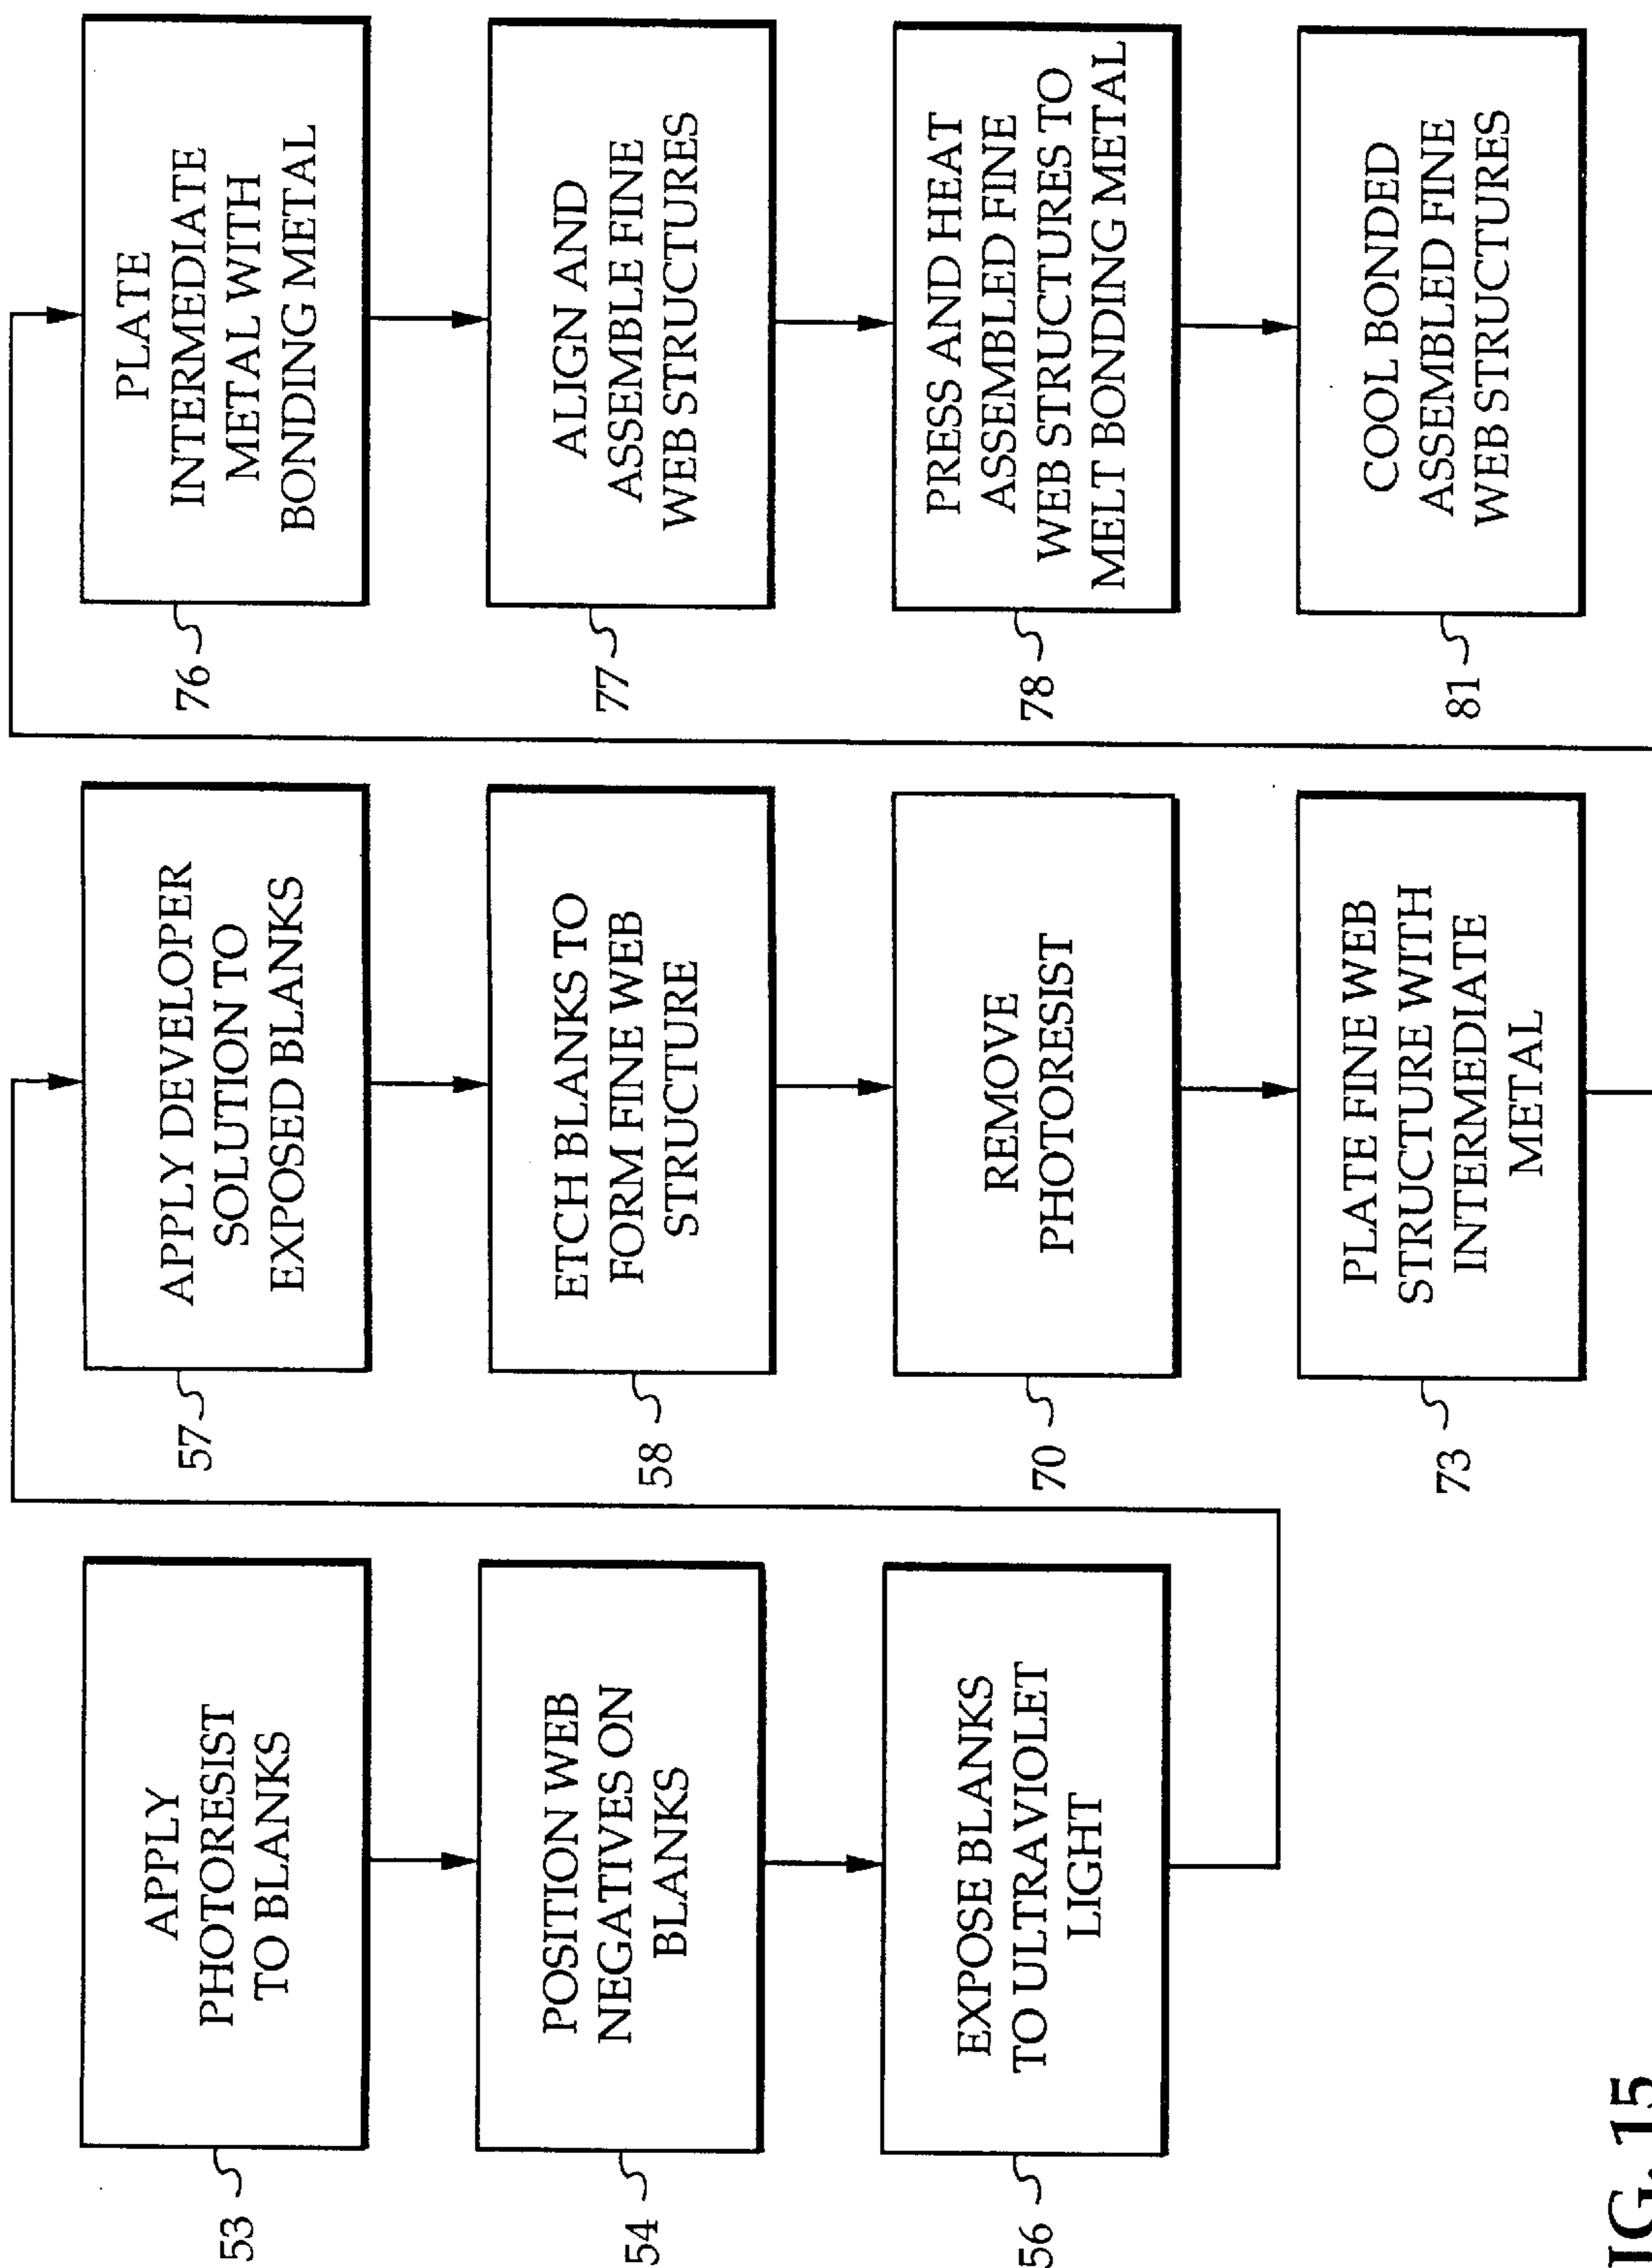 53
APPLY
PHOTORESIST
TO BLANKS
54
POSITION WEB
NEGATIVES ON
BLANKS
56
EXPOSE BLANKS
TO ULTRAVIOLET
LIGHT
57
APPLY DEVELOPER
SOLUTION TO
EXPOSED BLANKS
58
ETCH BLANKS TO
FORM FINE WEB
STRUCTURE
70
REMOVE
PHOTORESIST
73
PLATE FINE WEB
STRUCTURE WITH
INTERMEDIATE
METAL
76
PLATE
INTERMEDIATE
METAL WITH
BONDING METAL
77
ALIGN AND
ASSEMBLE FINE
WEB STRUCTURES
78
PRESS AND HEAT
ASSEMBLED FINE
WEB STRUCTURES TO
MELT BONDING METAL
81
COOL BONDED
ASSEMBLED FINE
WEB STRUCTURES
IG. 15